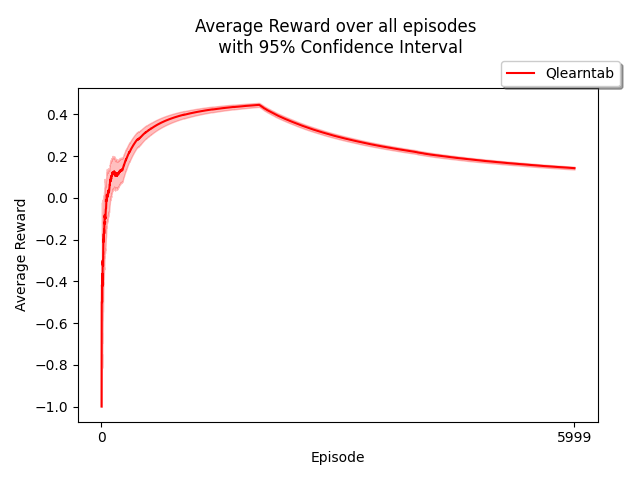 Average Reward over all episodes
with 95% Confidence Interval
Qlearntab
0.4
0.2
0.0
−0.2
−0.4
−0.6
−0.8
−1.0
Average Reward
0 5999
Episode